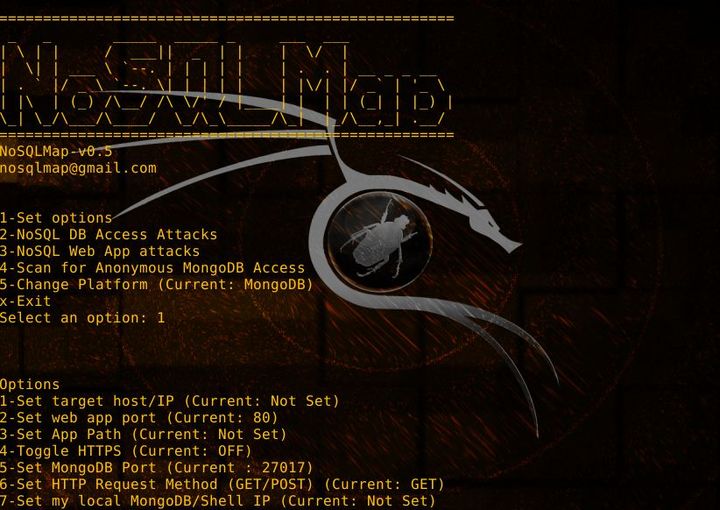 NoSQLMap
NoSQLMap-v0.5
nosqlmap@gmail.com
1-Set options
2-NoSQL DB Access Attacks
3-NoSQL Web App attacks
4-Scan for Anonymous MongoDB Access
5-Change Platform (Current: MongoDB)
x-Exit
Select an option: 1
Options
1-Set target host/IP (Current: Not Set)
2-Set web app port (Current: 80)
3-Set App Path (Current: Not Set)
4-Toggle HTTPS (Current: OFF)
5-Set MongoDB Port (Current : 27017)
6-Set HTTP Request Method (GET/POST) (Current: GET)
7-Set my local MongoDB/Shell IP (Current: Not Set)